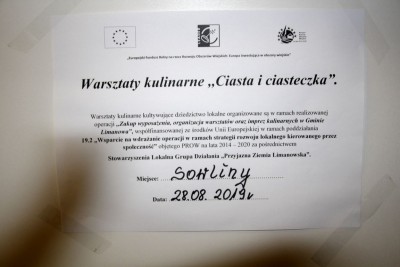 „Europejski Fundusz Rolny na rzecz Rozwoju Obszarów Wiejskich: Europa inwestująca w obszary wiejskie”
Warsztaty kulinarne „Ciasta i ciasteczka”.
Warsztaty kulinarne kultywujące dziedzictwo lokalne organizowane są w ramach realizowanej
operacji „Zakup wyposażenia, organizacja warsztatów oraz imprez kulinarnych w Gminie
Limanowa”, współfinansowanej ze środków Unii Europejskiej w ramach poddziałania
19.2 „Wsparcie na wdrażanie operacji w ramach strategii rozwoju lokalnego kierowanego przez
społeczność” objętego PROW na lata 2014 – 2020 za pośrednictwem
Stowarzyszenia Lokalna Grupa Działania „Przyjazna Ziemia Limanowska”.
Miejsce: SOWLINY
Data: 28.08.2019r